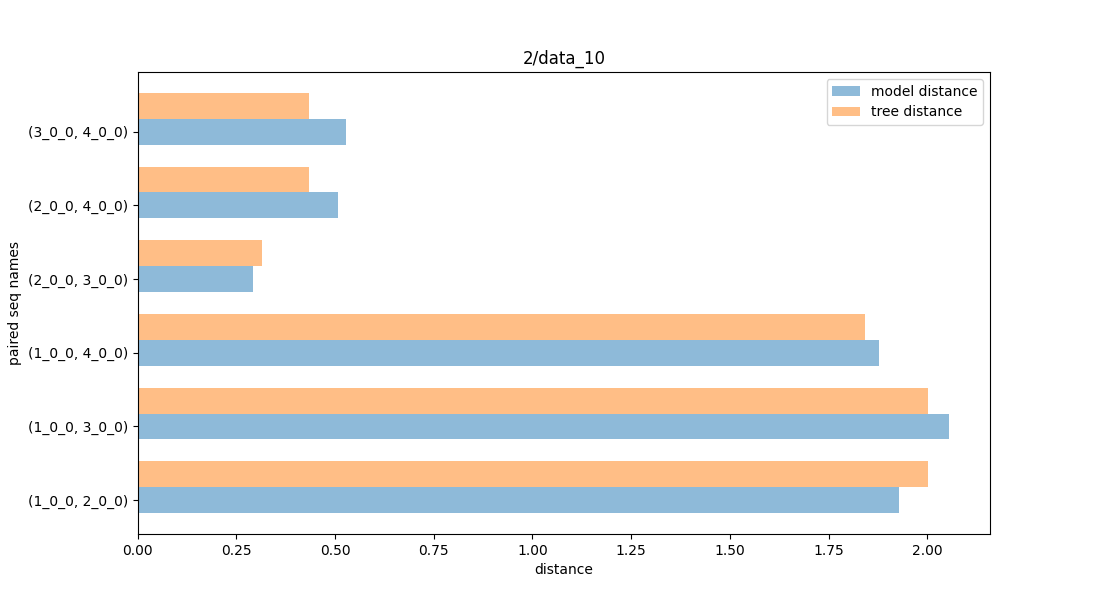 2/data_10
model distance
tree distance
(3_0_0, 4_0_0)
(2_0_0, 4_0_0)
(2_0_0, 3_0_0)
(1_0_0, 4_0_0)
(1_0_0, 3_0_0)
(1_0_0, 2_0_0)
paired seq names
0.00 0.25 0.50 0.75 1.00 1.25 1.50 1.75 2.00
distance